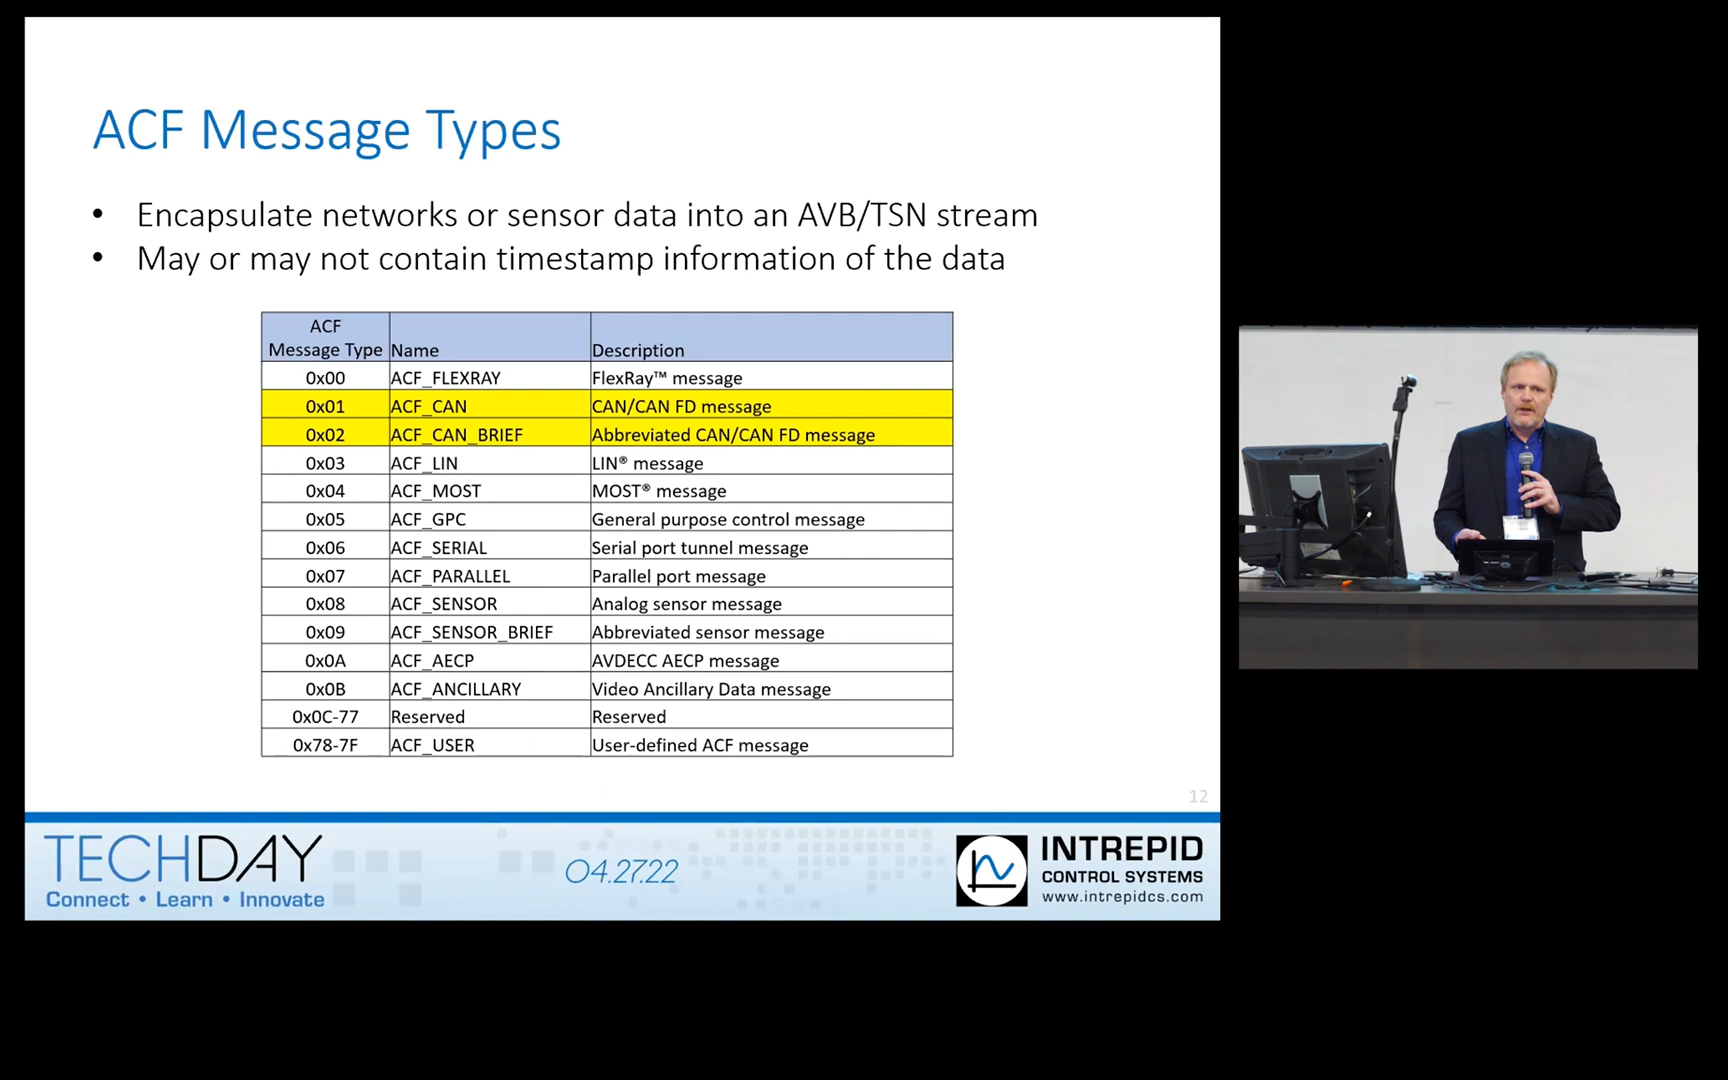 ACF Message Types
• Encapsulate networks or sensor data into an AVB/TSN stream
• May or may not contain timestamp information of the data
ACF
Message Type Name Description
0x00 ACF_FLEXRAY FlexRay™ message
0x01 ACF_CAN CAN/CAN FD message
0x02 ACF_CAN_BRIEF Abbreviated CAN/CAN FD message
0x03 ACF_LIN LIN® message
0x04 ACF_MOST MOST® message
0x05 ACF_GPC General purpose control message
0x06 ACF_SERIAL Serial port tunnel message
0x07 ACF_PARALLEL Parallel port message
0x08 ACF_SENSOR Analog sensor message
0x09 ACF_SENSOR_BRIEF Abbreviated sensor message
0x0A ACF_AECP AVDECC AECP message
0x0B ACF_ANCILLARY Video Ancillary Data message
0x0C-77 Reserved Reserved
0x78-7F ACF_USER User-defined ACF message
12
TECHDAY
Connect • Learn • Innovate
04.27.22
INTREPID
CONTROL SYSTEMS
www.intrepidcs.com